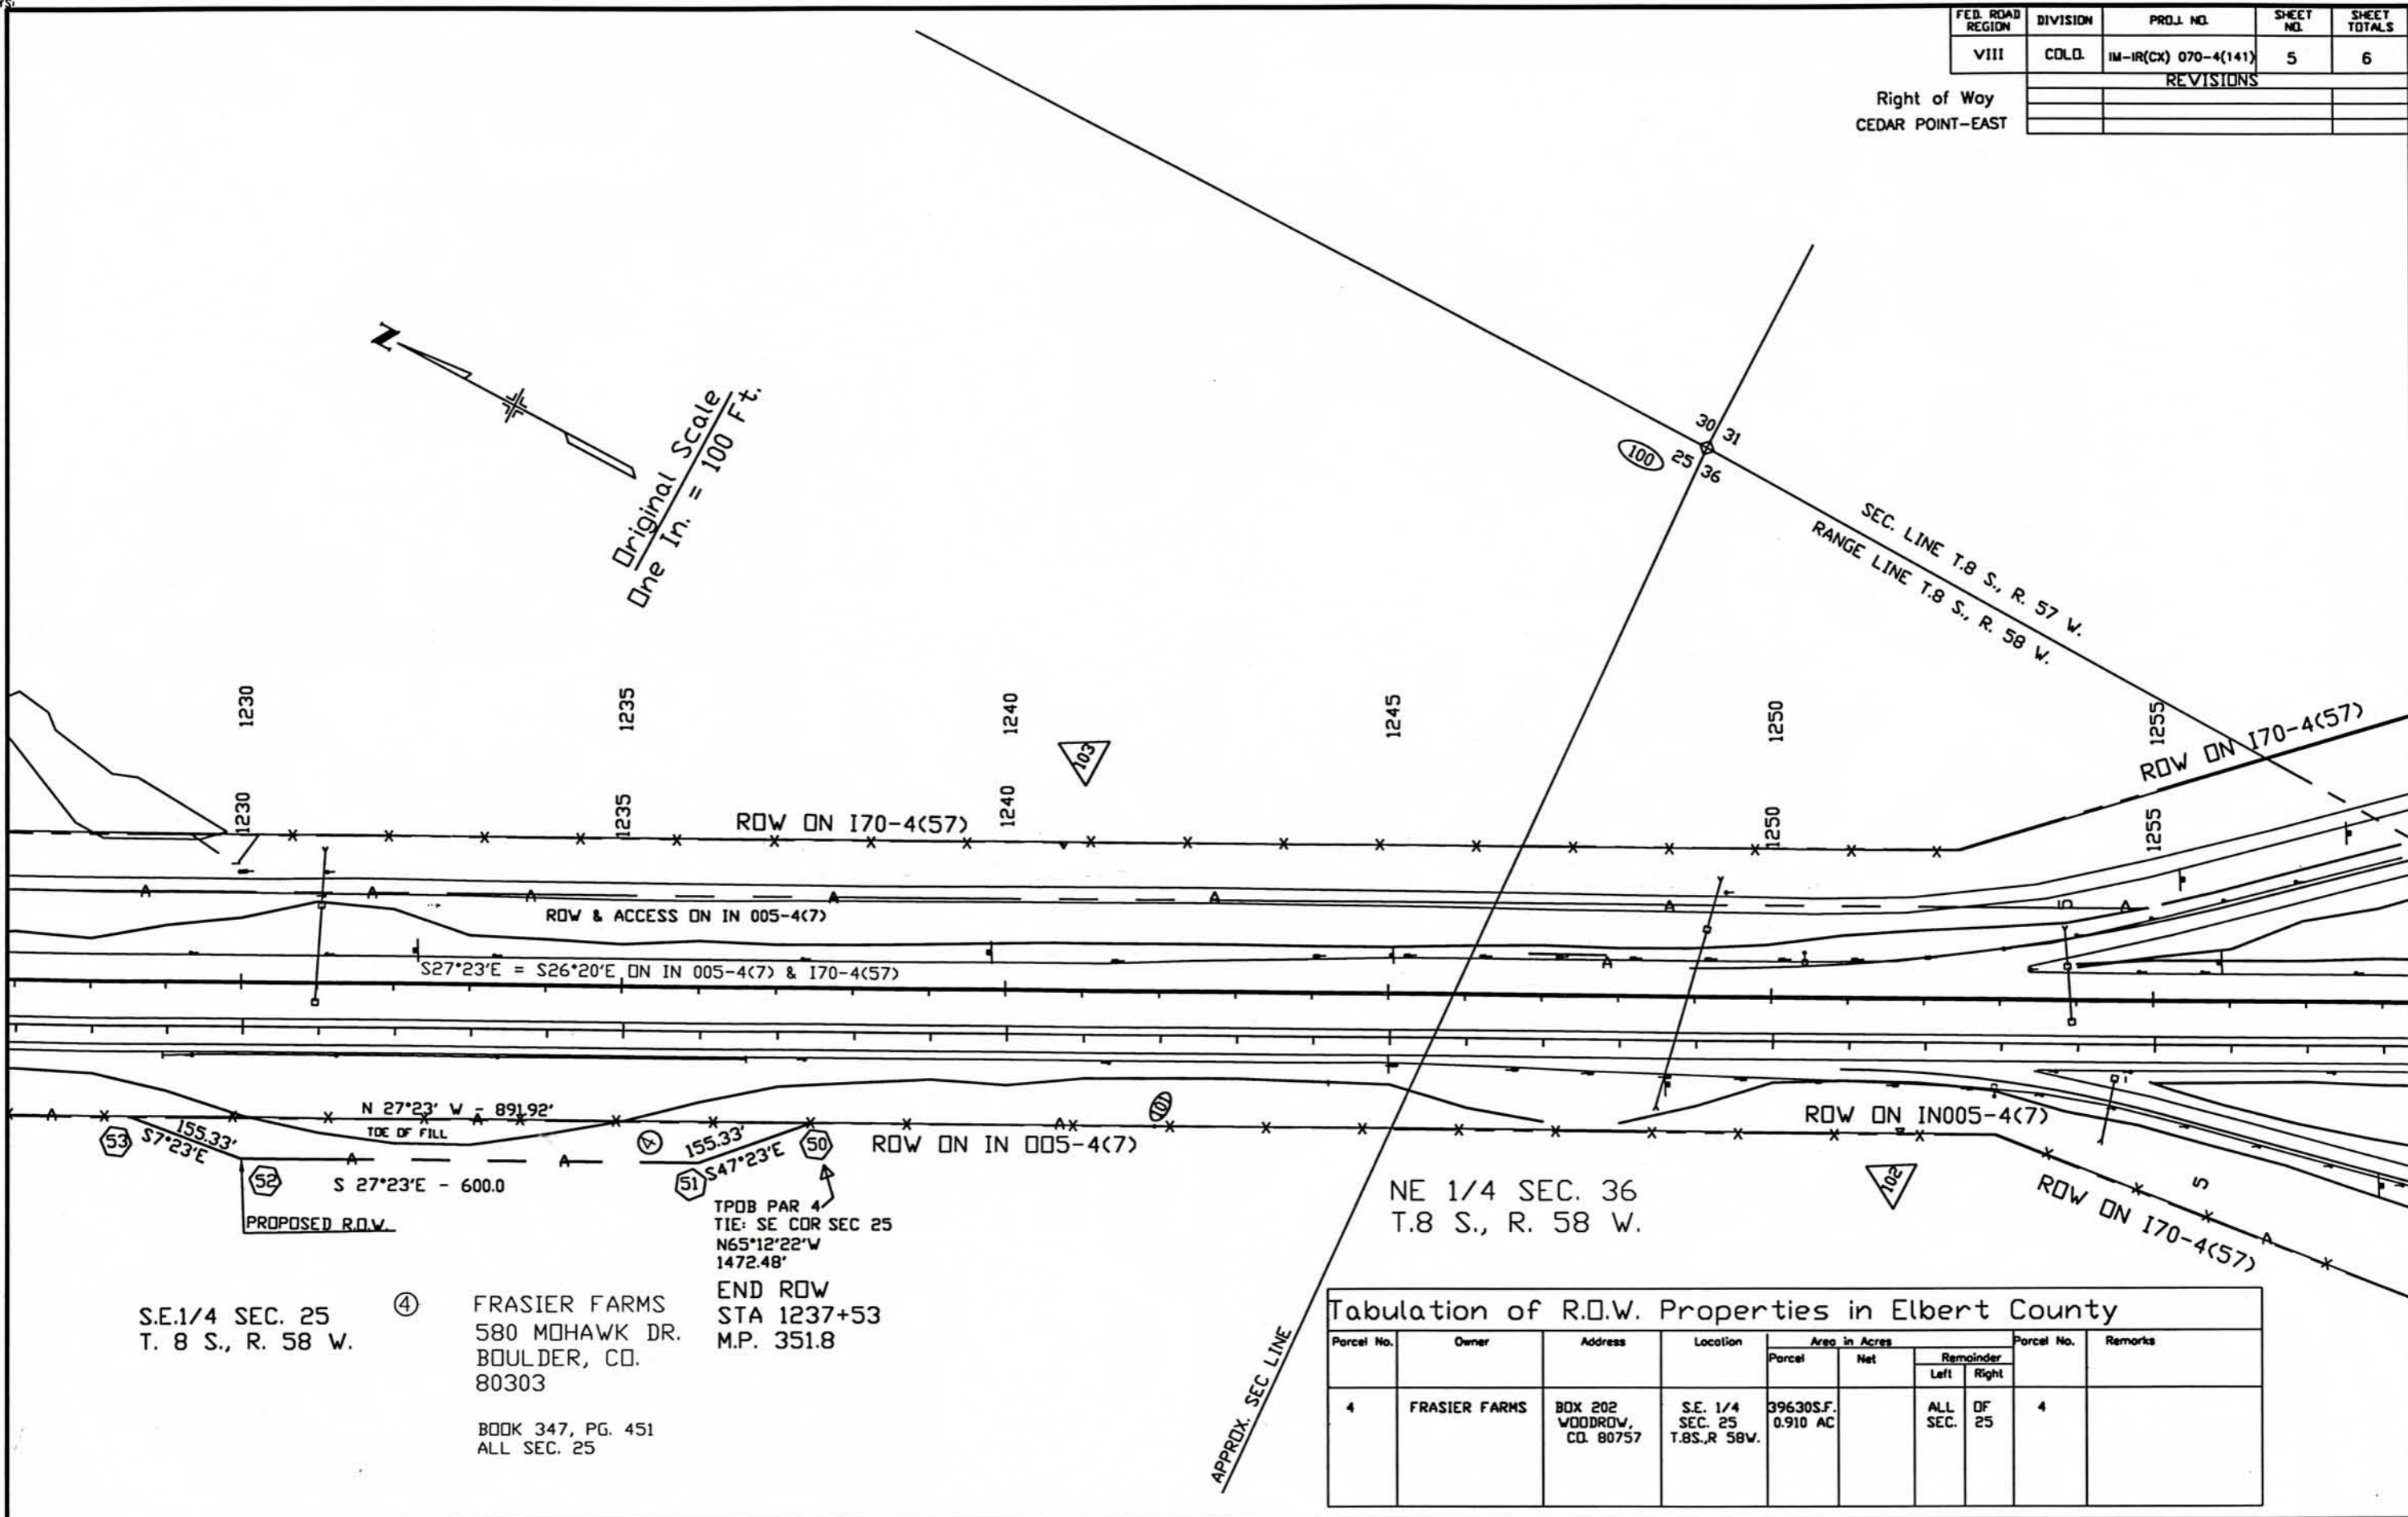 FED. ROAD REGION DIVISION PROJ. NO. SHEET NO. SHEET TOTALS
VIII COLO. IM-IR(CX) 070-4(141) 5 6
REVISIONS
Right of Way
CEDAR POINT-EAST
N
Original Scale
One In. = 100 Ft.
30 31
100 25 36
SEC. LINE T.8 S., R. 57 W.
RANGE LINE T.8 S., R. 58 W.
1230 1235 1240 1245 1250 1255
103
ROW ON I70-4(57)
1230 1235 1240 1250 1255
ROW ON I70-4(57)
ROW & ACCESS ON IN 005-4(7)
S27°23'E = S26°20'E ON IN 005-4(7) & I70-4(57)
N 27°23' W - 891.92'
TOE OF FILL
53
155.33'
S7°23'E
52
S 27°23'E - 600.0
PROPOSED R.O.W.
4
155.33'
S47°23'E
51
50
101
ROW ON IN 005-4(7)
ROW ON IN005-4(7)
102
ROW ON I70-4(57)
TPOB PAR 4
TIE: SE COR SEC 25
N65°12'22"W
1472.48'
END ROW
STA 1237+53
M.P. 351.8
NE 1/4 SEC. 36
T.8 S., R. 58 W.
S.E.1/4 SEC. 25
T. 8 S., R. 58 W.
4
FRASIER FARMS
580 MOHAWK DR.
BOULDER, CO.
80303
BOOK 347, PG. 451
ALL SEC. 25
APPROX. SEC LINE
Tabulation of R.O.W. Properties in Elbert County
Parcel No. Owner Address Location Area in Acres Parcel No. Remarks
Parcel Net Remainder
Left Right
4 FRASIER FARMS BOX 202 S.E. 1/4 39630S.F. ALL OF 4
WOODROW, SEC. 25 0.910 AC SEC. 25
CO. 80757 T.8S.,R 58W.